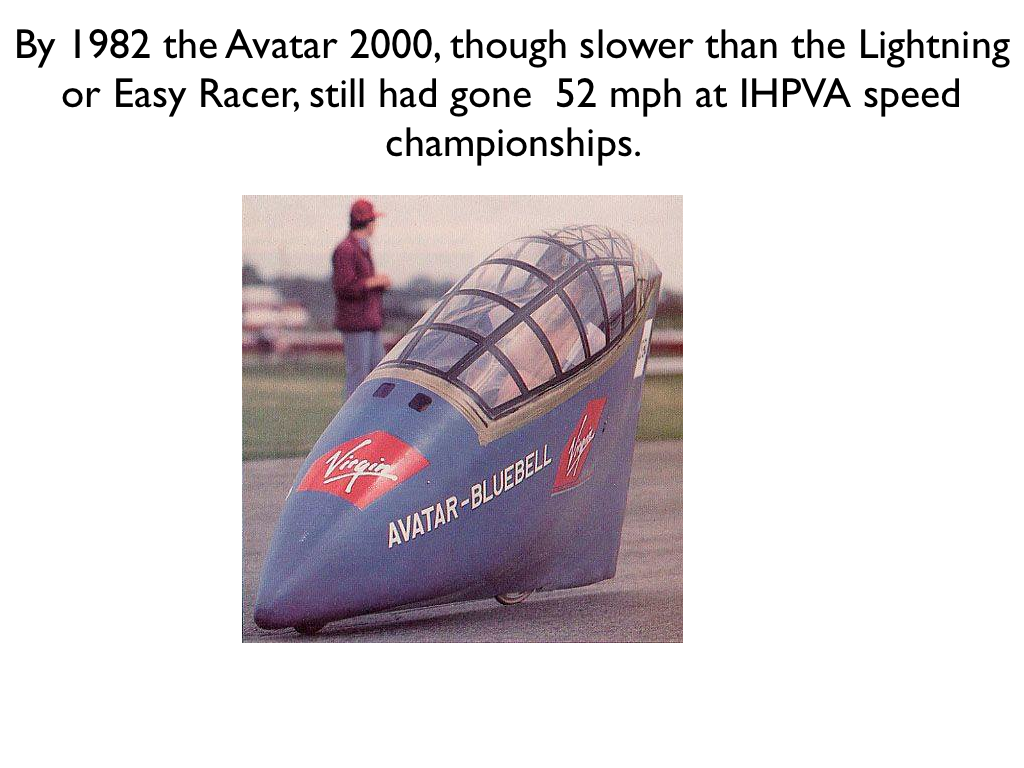 By 1982 the Avatar 2000, though slower than the Lightning
or Easy Racer, still had gone  52 mph at IHPVA speed
championships.
Virgin
AVATAR-BLUEBELL
Virgin